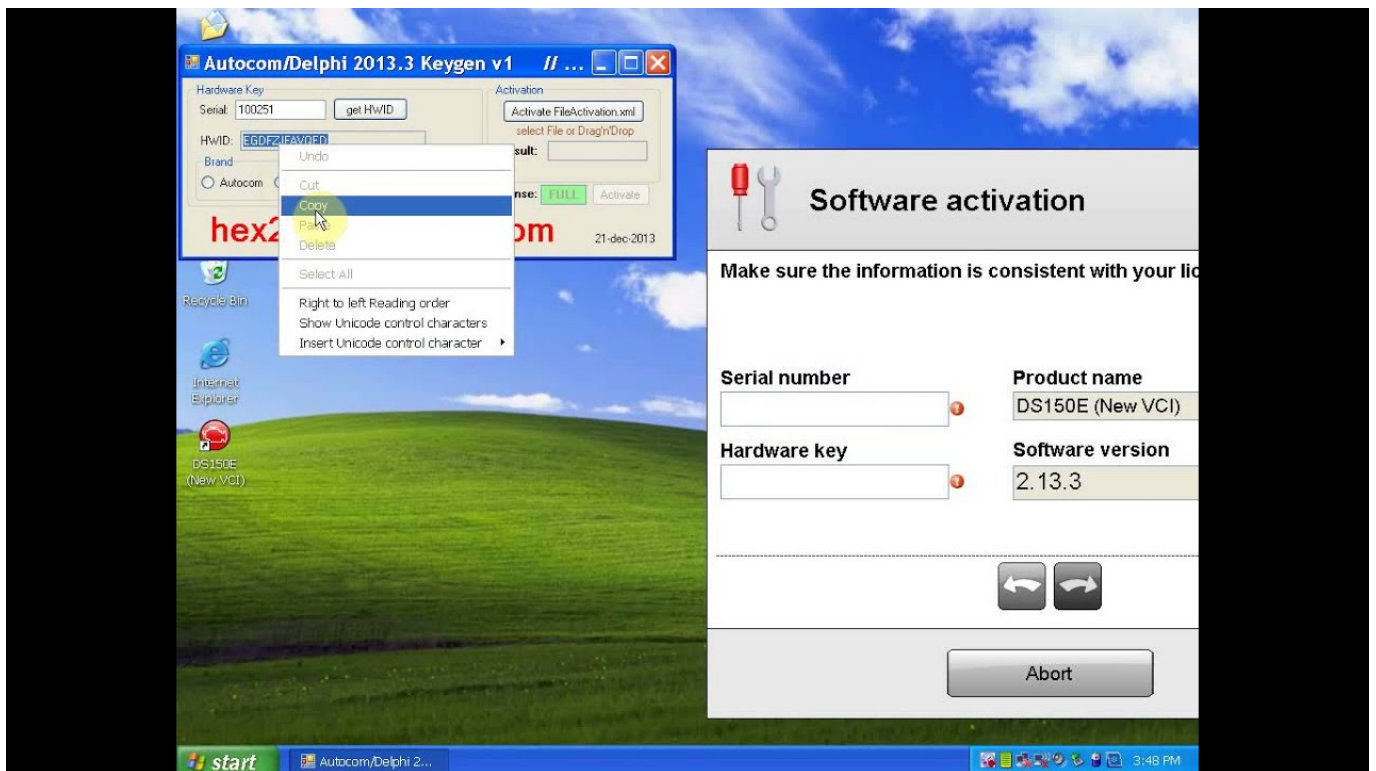 Autocom/Delphi 2013.3 Keygen v1 // ...
Hardware Key
Serial: 100251
get HWID
HWID:
Brand
Autocom
Activation
Activate FileActivation.xml
select File or Drag'n'Drop
sult:
nse: FULL
Activate
hex2
om
21-dec-2013
Undo
Cut
Copy
Paste
Delete
Select All
Right to left Reading order
Show Unicode control characters
Insert Unicode control character
Recycle Bin
Internet
Explorer
DS150E
(New VCI)
Software activation
Make sure the information is consistent with your lic
Serial number
Product name
DS150E (New VCI)
Hardware key
Software version
2.13.3
Abort
start
Autocom/Delphi 2...
3:48 PM